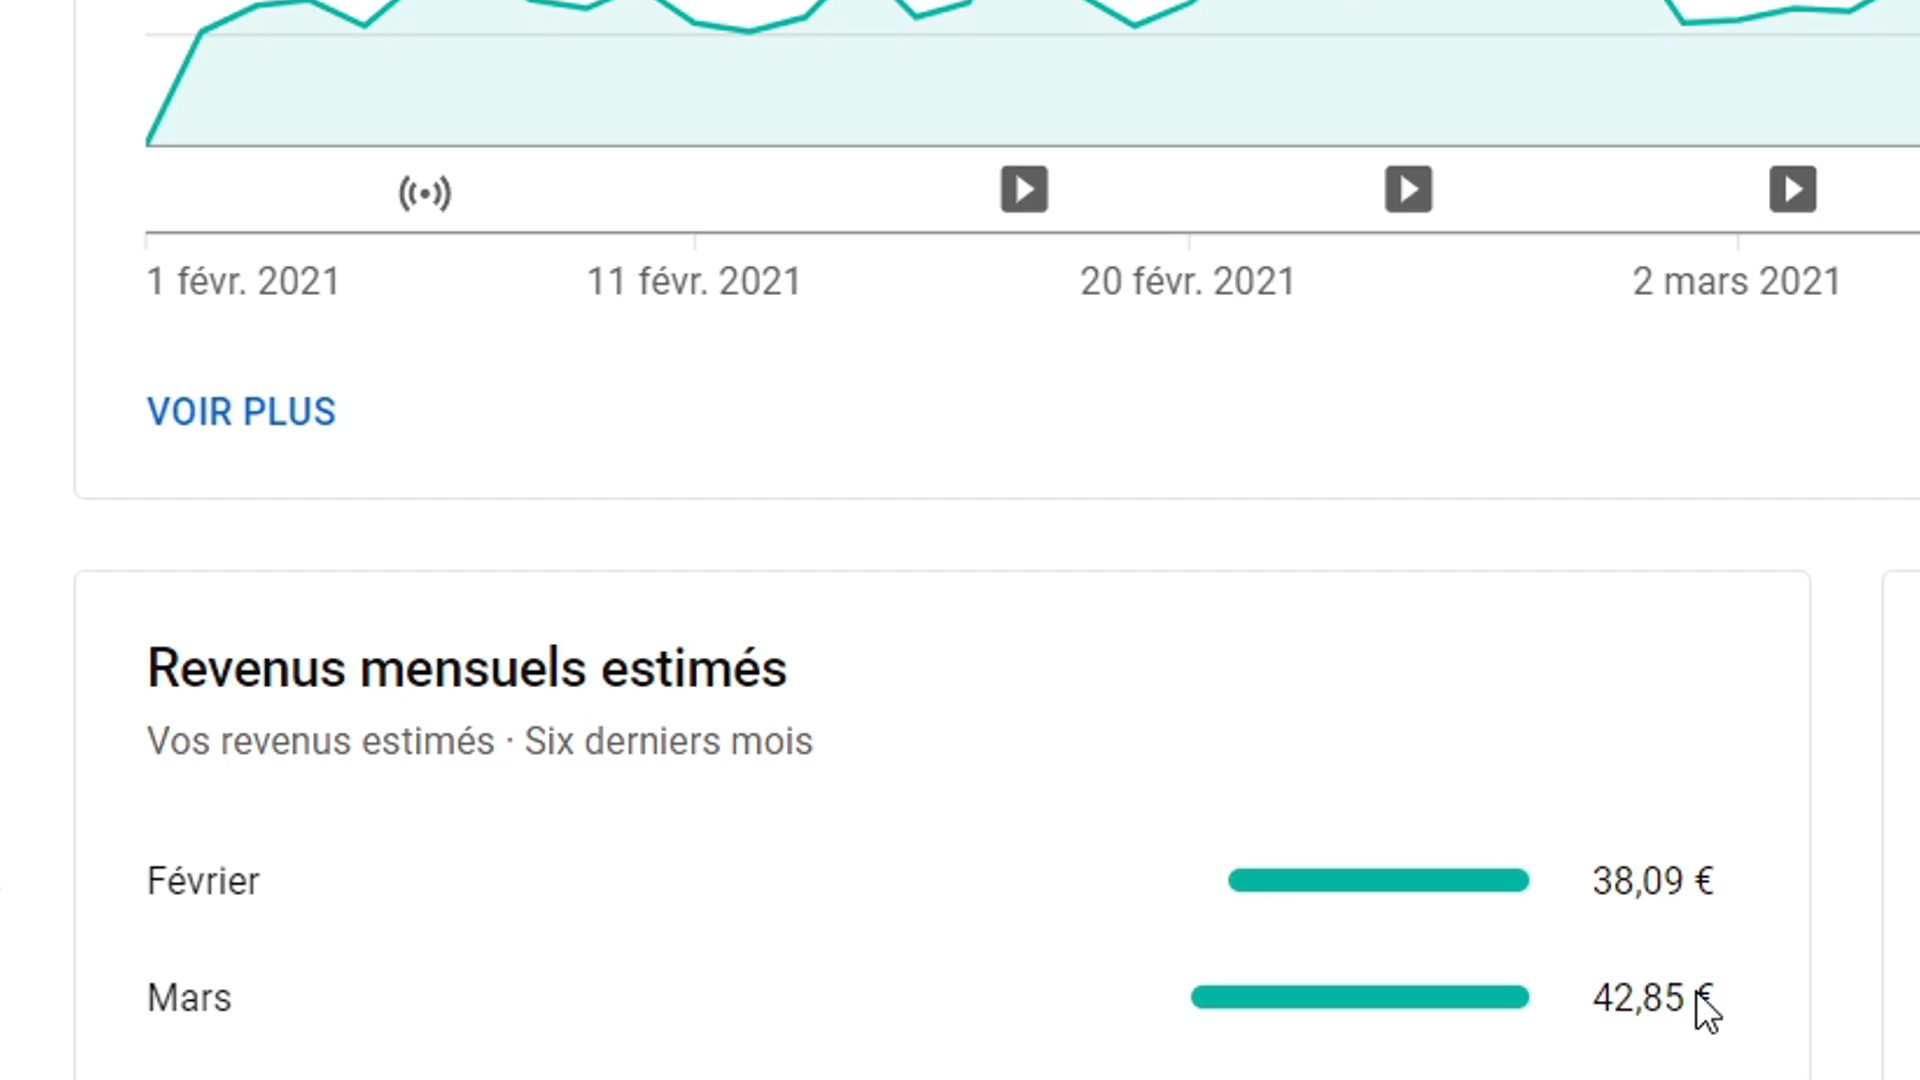 1 févr. 2021
11 févr. 2021
20 févr. 2021
2 mars 2021
VOIR PLUS
Revenus mensuels estimés
Vos revenus estimés · Six derniers mois
Février 38,09 €
Mars 42,85 €